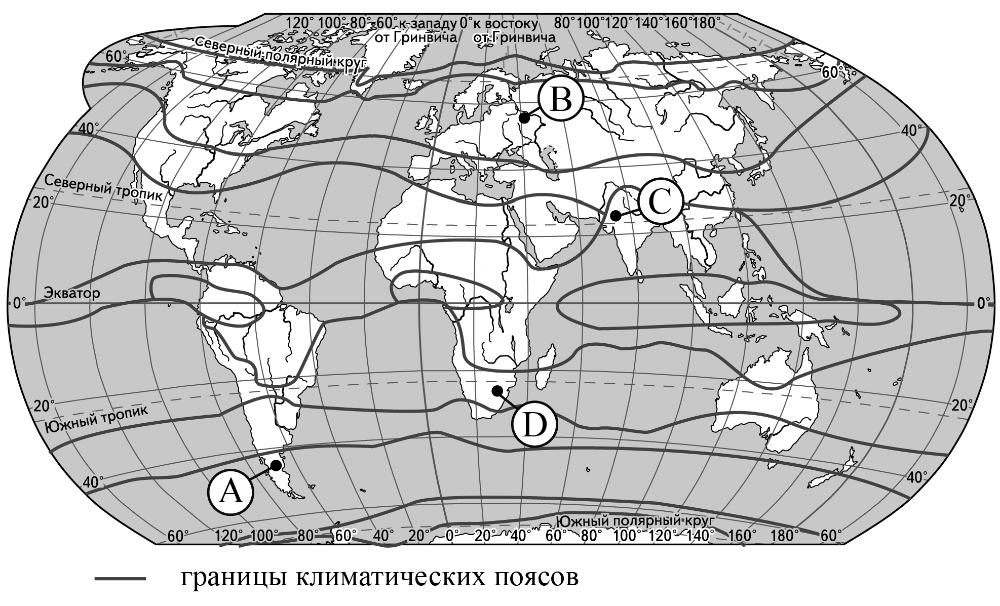 120° 100° 80° 60° к западу 0° к востоку 80° 100° 120° 140° 160° 180°
от Гринвича от Гринвича
Северный полярный круг
60° 60°
B
40° 40°
Северный тропик
20° 20°
C
Экватор
0° 0°
20° 20°
Южный тропик
D
40° 40°
A
Южный полярный круг
60° 120° 100° 80° 60° 40° 20° 0° 20° 40° 60° 80° 100° 120° 140° 160° 180° 60°
границы климатических поясов